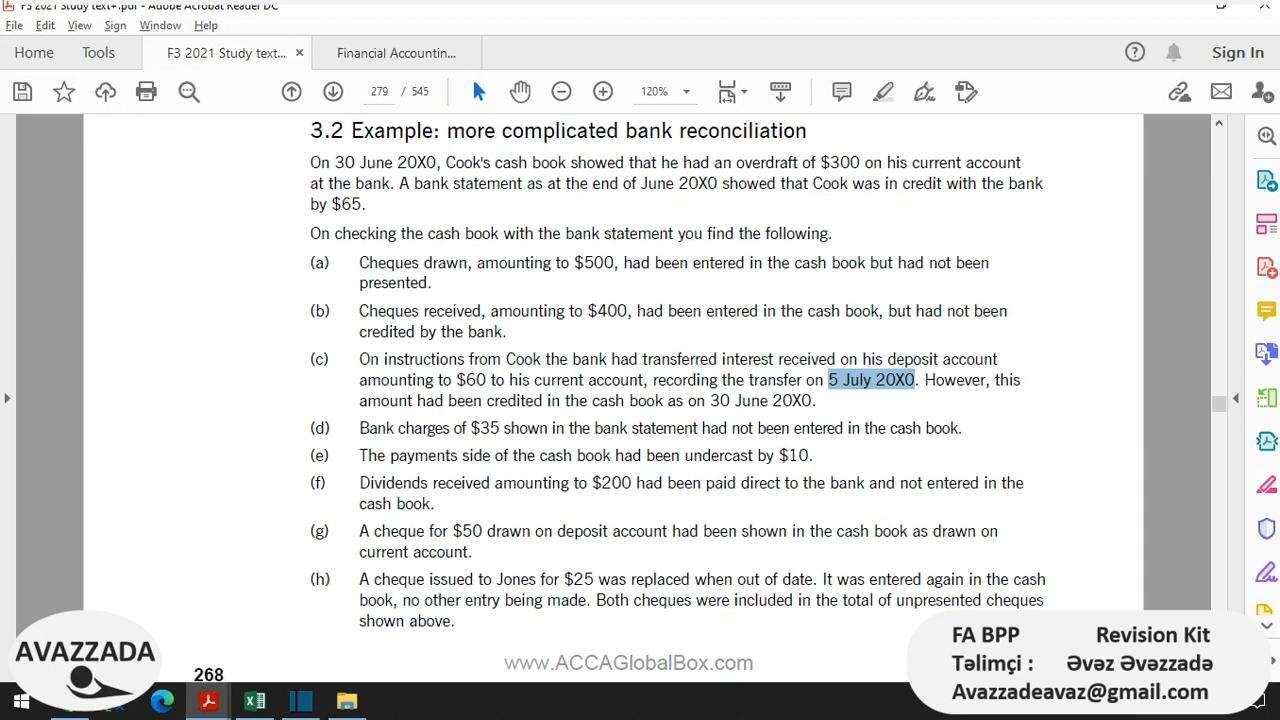 F3 2021 Study text+.pdf - Adobe Acrobat Reader DC
File Edit View Sign Window Help
Home Tools F3 2021 Study text... × Financial Accountin... Sign In
279 / 545 120%
3.2 Example: more complicated bank reconciliation
On 30 June 20X0, Cook's cash book showed that he had an overdraft of $300 on his current account
at the bank. A bank statement as at the end of June 20X0 showed that Cook was in credit with the bank
by $65.
On checking the cash book with the bank statement you find the following.
(a) Cheques drawn, amounting to $500, had been entered in the cash book but had not been
presented.
(b) Cheques received, amounting to $400, had been entered in the cash book, but had not been
credited by the bank.
(c) On instructions from Cook the bank had transferred interest received on his deposit account
amounting to $60 to his current account, recording the transfer on 5 July 20X0. However, this
amount had been credited in the cash book as on 30 June 20X0.
(d) Bank charges of $35 shown in the bank statement had not been entered in the cash book.
(e) The payments side of the cash book had been undercast by $10.
(f) Dividends received amounting to $200 had been paid direct to the bank and not entered in the
cash book.
(g) A cheque for $50 drawn on deposit account had been shown in the cash book as drawn on
current account.
(h) A cheque issued to Jones for $25 was replaced when out of date. It was entered again in the cash
book, no other entry being made. Both cheques were included in the total of unpresented cheques
shown above.
268
www.ACCAGlobalBox.com
AVAZZADA
FA BPP Revision Kit
Təlimçi : Əvəz Əvəzzadə
Avazzadeavaz@gmail.com